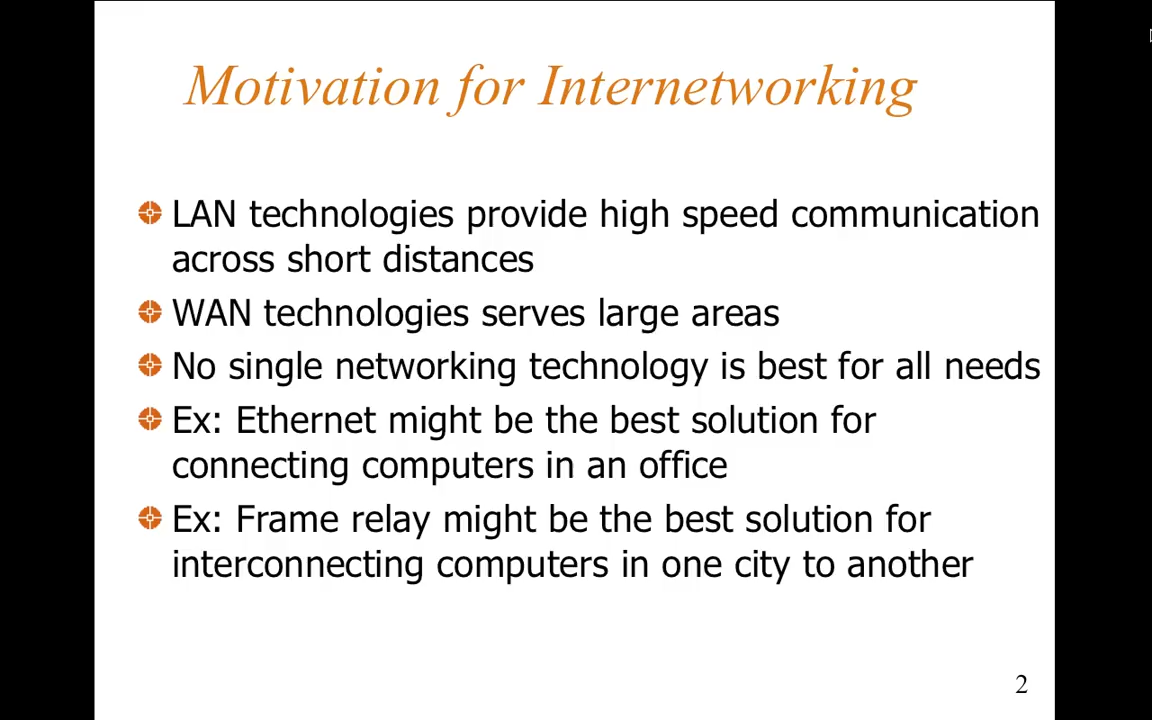 Motivation for Internetworking
LAN technologies provide high speed communication
across short distances
WAN technologies serves large areas
No single networking technology is best for all needs
Ex: Ethernet might be the best solution for
connecting computers in an office
Ex: Frame relay might be the best solution for
interconnecting computers in one city to another
2